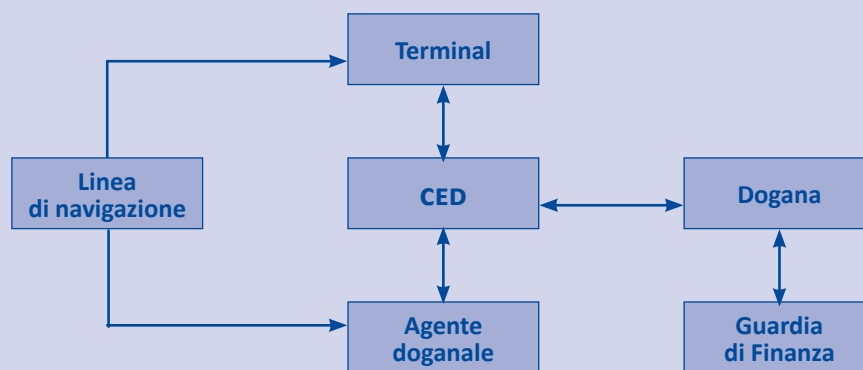 Terminal
Linea
di navigazione
CED
Dogana
Agente
doganale
Guardia
di Finanza